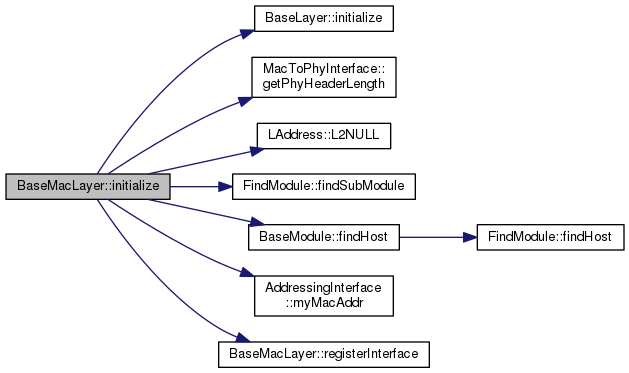 BaseLayer::initialize
MacToPhyInterface::
getPhyHeaderLength
LAddress::L2NULL
BaseMacLayer::initialize
FindModule::findSubModule
BaseModule::findHost
FindModule::findHost
AddressingInterface
::myMacAddr
BaseMacLayer::registerInterface